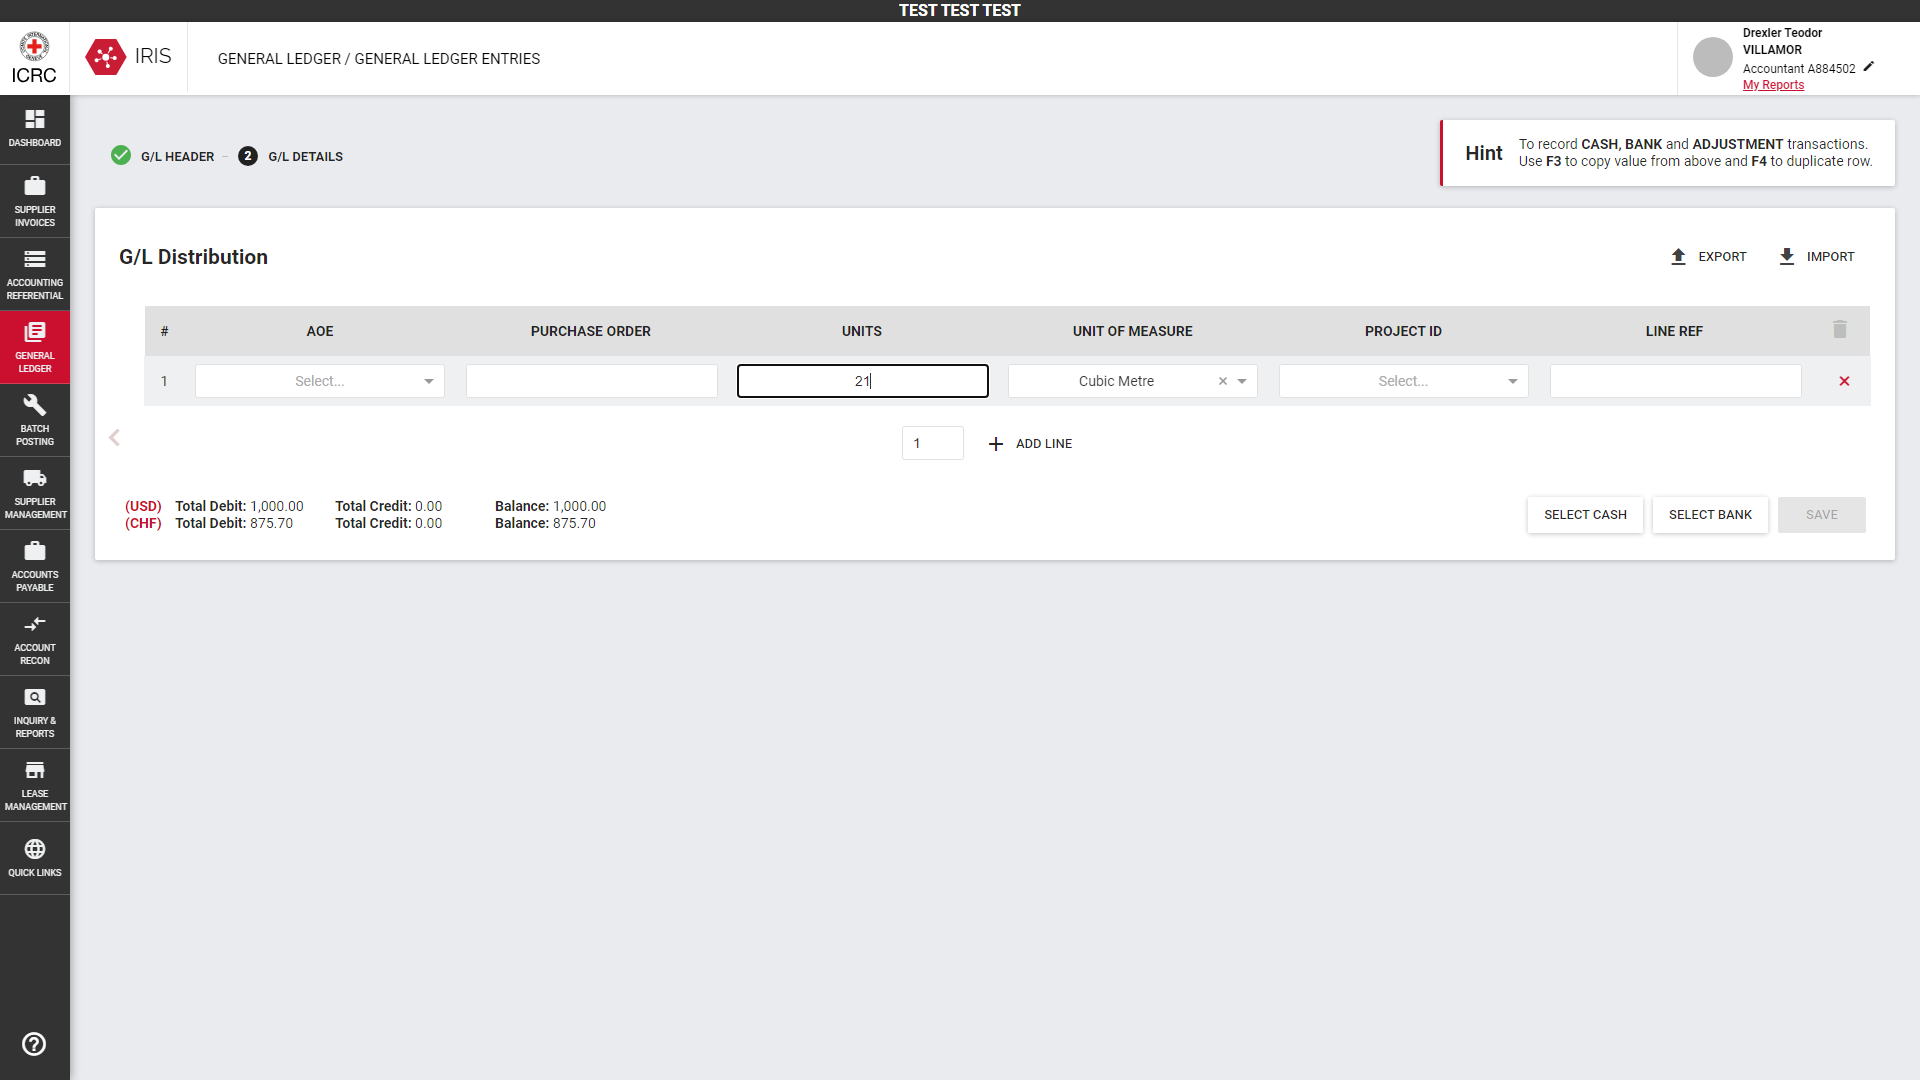 TEST TEST TEST
ICRC
IRIS
GENERAL LEDGER / GENERAL LEDGER ENTRIES
Drexler Teodor
VILLAMOR
Accountant A884502
My Reports
DASHBOARD
SUPPLIER
INVOICES
ACCOUNTING
REFERENTIAL
GENERAL
LEDGER
BATCH
POSTING
SUPPLIER
MANAGEMENT
ACCOUNTS
PAYABLE
ACCOUNT
RECON
INQUIRY &
REPORTS
LEASE
MANAGEMENT
QUICK LINKS
G/L HEADER – 2 G/L DETAILS
Hint
To record CASH, BANK and ADJUSTMENT transactions.
Use F3 to copy value from above and F4 to duplicate row.
G/L Distribution
EXPORT IMPORT
# AOE PURCHASE ORDER UNITS UNIT OF MEASURE PROJECT ID LINE REF
1 Select... 21 Cubic Metre Select...
1 ADD LINE
(USD) Total Debit: 1,000.00 Total Credit: 0.00 Balance: 1,000.00
(CHF) Total Debit: 875.70 Total Credit: 0.00 Balance: 875.70
SELECT CASH SELECT BANK SAVE